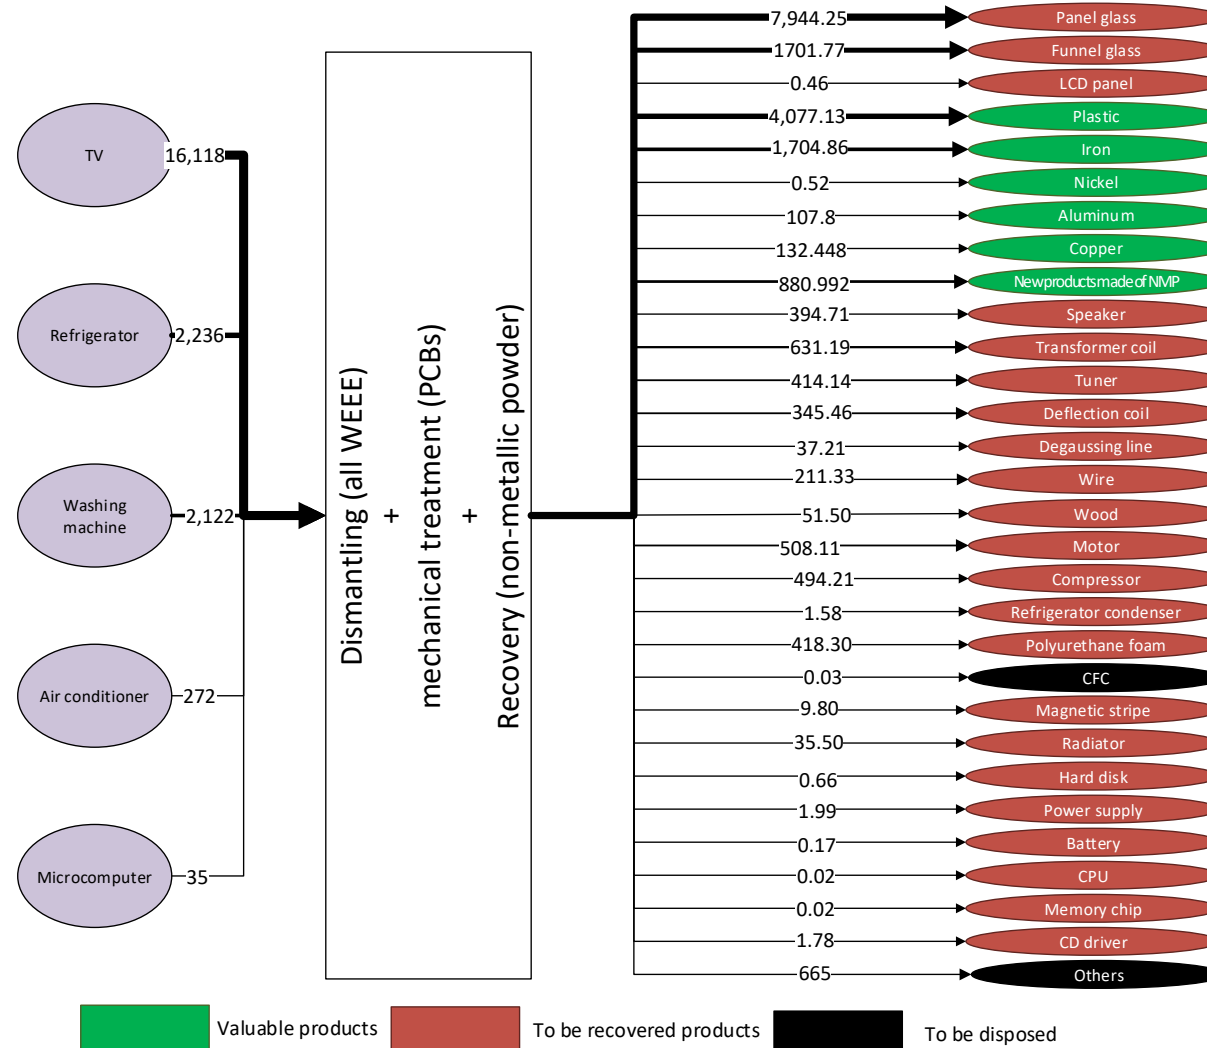 TV
16,118
Refrigerator
2,236
Washing
machine
2,122
Air conditioner
272
Microcomputer
35
Dismantling (all WEEE)
+
mechanical treatment (PCBs)
+
Recovery (non-metallic powder)
7,944.25
Panel glass
1701.77
Funnel glass
0.46
LCD panel
4,077.13
Plastic
1,704.86
Iron
0.52
Nickel
107.8
Aluminum
132.448
Copper
880.992
New products made of NMP
394.71
Speaker
631.19
Transformer coil
414.14
Tuner
345.46
Deflection coil
37.21
Degaussing line
211.33
Wire
51.50
Wood
508.11
Motor
494.21
Compressor
1.58
Refrigerator condenser
418.30
Polyurethane foam
0.03
CFC
9.80
Magnetic stripe
35.50
Radiator
0.66
Hard disk
1.99
Power supply
0.17
Battery
0.02
CPU
0.02
Memory chip
1.78
CD driver
665
Others
Valuable products
To be recovered products
To be disposed